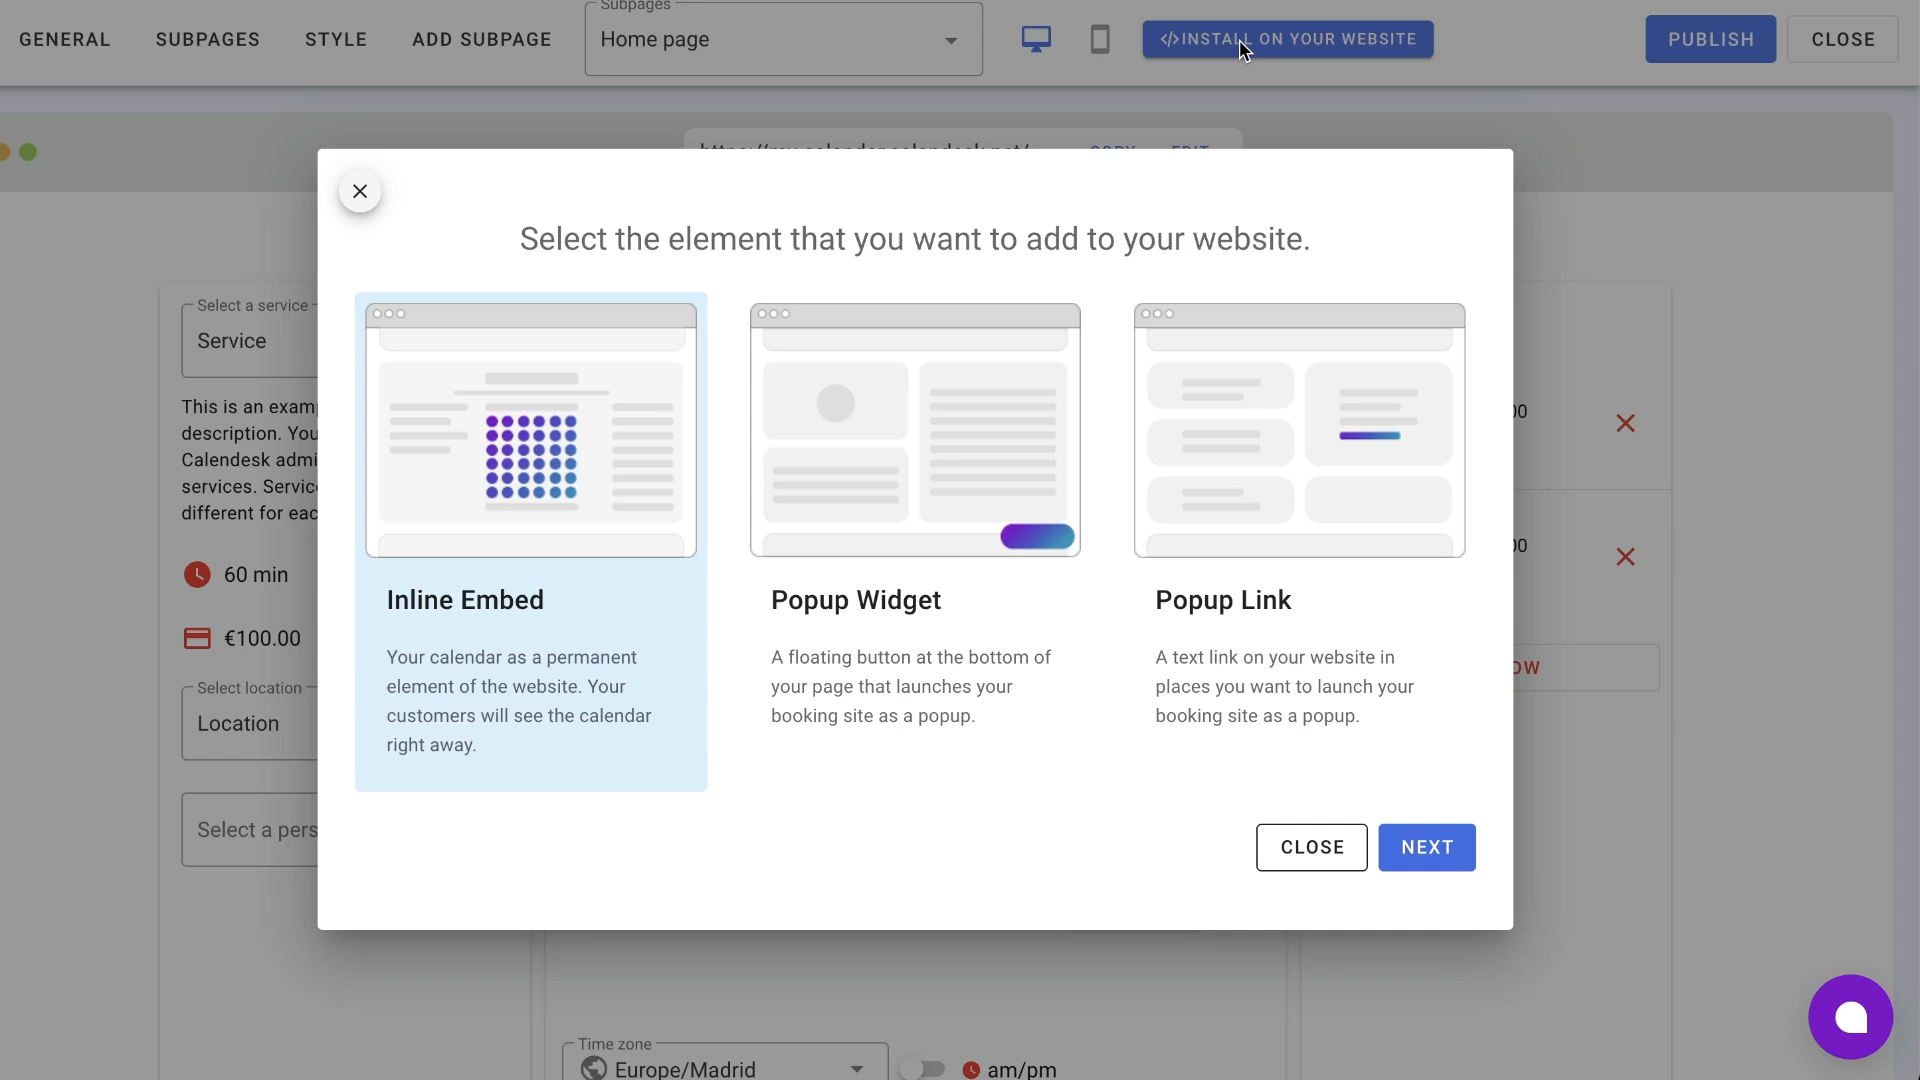 GENERAL
SUBPAGES
STYLE
ADD SUBPAGE
Subpages
Home page
</>INSTALL ON YOUR WEBSITE
PUBLISH
CLOSE
Select the element that you want to add to your website.
Select a service
Service
This is an exam
description. You
Calendesk admi
services. Servic
different for eac
60 min
€100.00
Select location
Location
Select a pers
Inline Embed
Your calendar as a permanent
element of the website. Your
customers will see the calendar
right away.
Popup Widget
A floating button at the bottom of
your page that launches your
booking site as a popup.
Popup Link
A text link on your website in
places you want to launch your
booking site as a popup.
00
00
OW
CLOSE
NEXT
Time zone
Europe/Madrid
am/pm